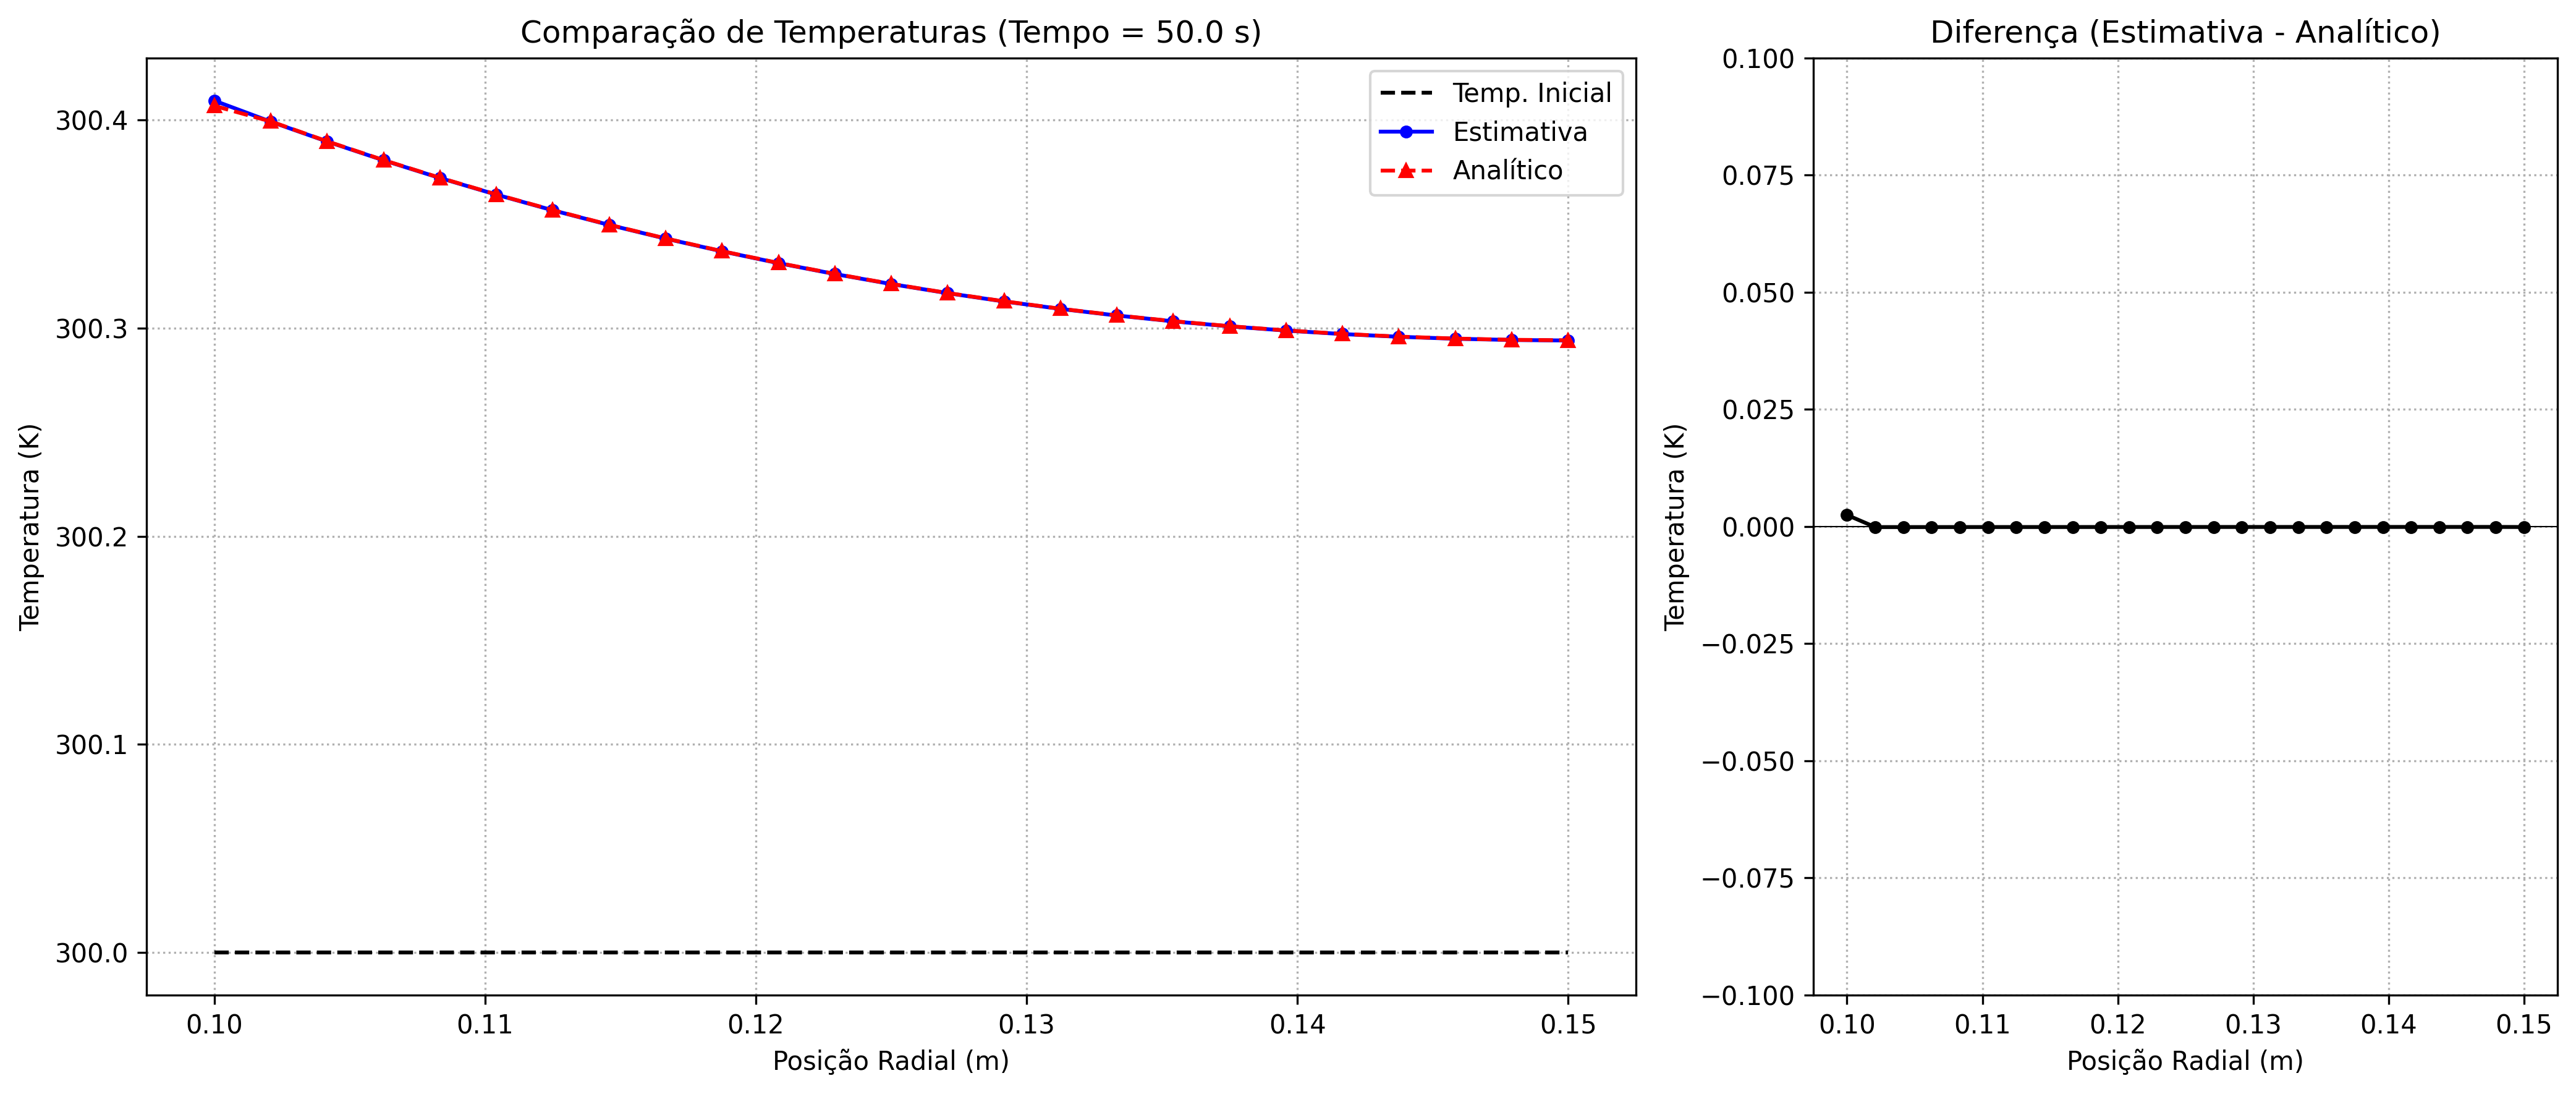 Comparação de Temperaturas (Tempo = 50.0 s)
Temp. Inicial
Estimativa
Analítico
300.4
300.3
300.2
300.1
300.0
Temperatura (K)
0.10 0.11 0.12 0.13 0.14 0.15
Posição Radial (m)
Diferença (Estimativa - Analítico)
0.100
0.075
0.050
0.025
0.000
−0.025
−0.050
−0.075
−0.100
Temperatura (K)
0.10 0.11 0.12 0.13 0.14 0.15
Posição Radial (m)